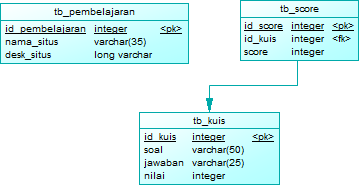 tb_pembelajaran
id_pembelajaran integer <pk>
nama_situs varchar(35)
desk_situs long varchar
tb_score
id_score integer <pk>
id_kuis integer <fk>
score integer
tb_kuis
id_kuis integer <pk>
soal varchar(50)
jawaban varchar(25)
nilai integer